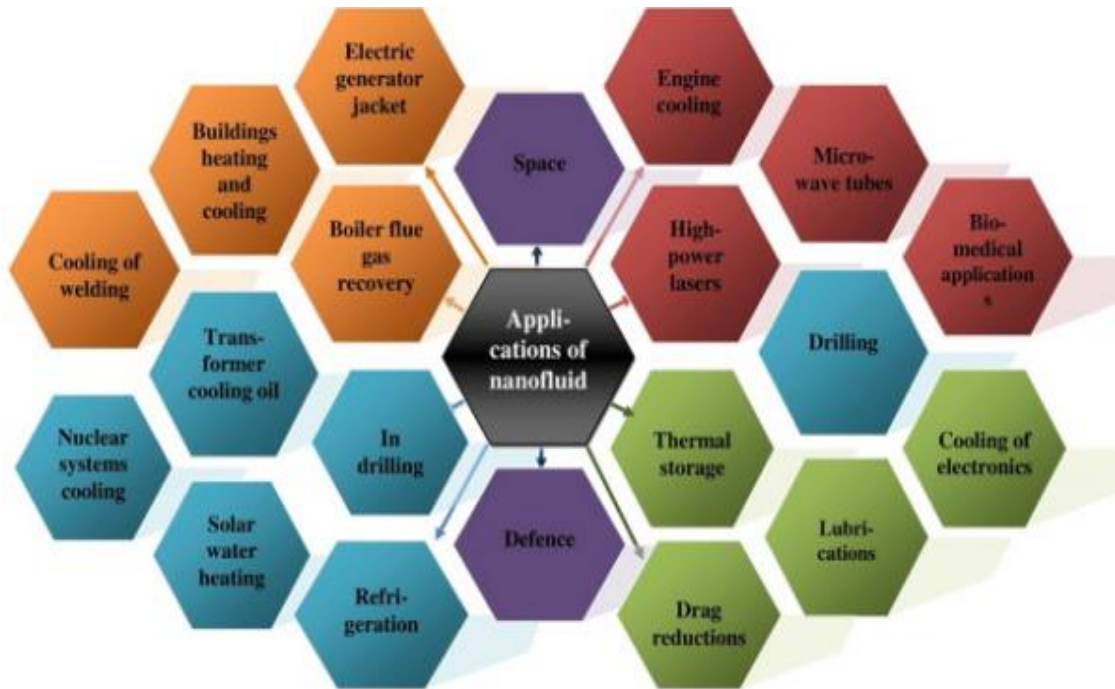 Electric
generator
jacket
Engine
cooling
Buildings
heating
and
cooling
Space
Micro-
wave tubes
Cooling of
welding
Boiler flue
gas
recovery
High-
power
lasers
Bio-
medical
application
s
Trans-
former
cooling oil
Appli-
cations of
nanofluid
Drilling
Nuclear
systems
cooling
In
drilling
Thermal
storage
Cooling of
electronics
Solar
water
heating
Defence
Lubri-
cations
Refri-
geration
Drag
reductions